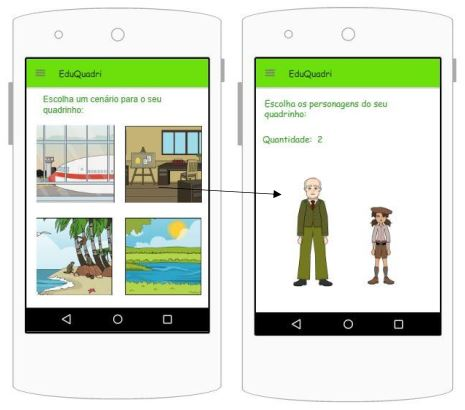 EduQuadri
Escolha um cenário para o seu
quadrinho:
EduQuadri
Escolha os personagens do seu
quadrinho:
Quantidade: 2